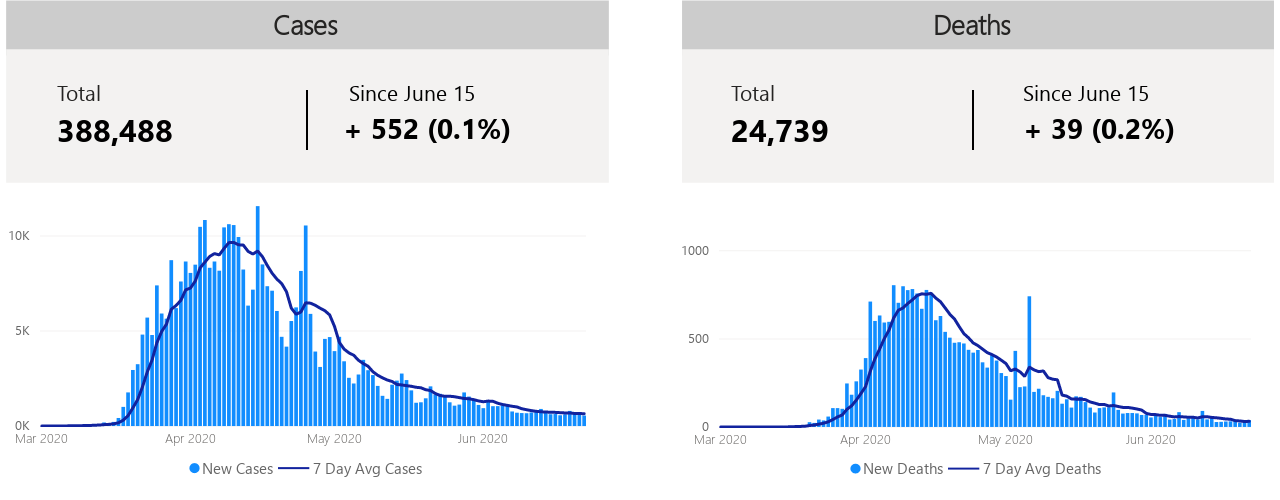 Cases
Total
388,488
Since June 15
+ 552 (0.1%)
10K
5K
0K
Mar 2020
Apr 2020
May 2020
Jun 2020
New Cases
7 Day Avg Cases
Deaths
Total
24,739
Since June 15
+ 39 (0.2%)
1000
500
0
Mar 2020
Apr 2020
May 2020
Jun 2020
New Deaths
7 Day Avg Deaths